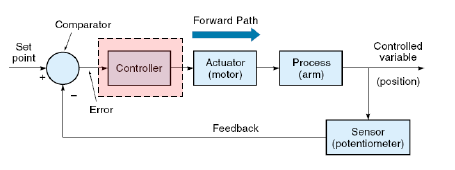 Comparator
Forward Path
Set
point
+
−
Controller
Actuator
(motor)
Process
(arm)
Controlled
variable
(position)
Error
Feedback
Sensor
(potentiometer)